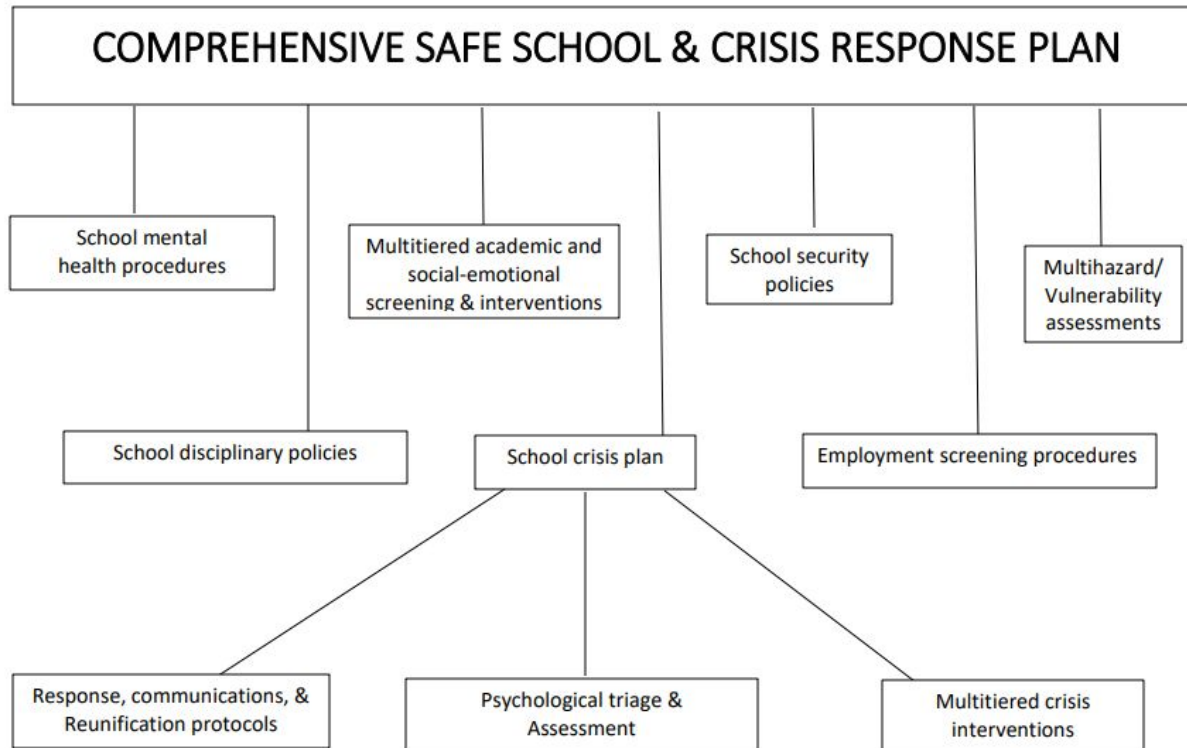 COMPREHENSIVE SAFE SCHOOL & CRISIS RESPONSE PLAN
School mental
health procedures
Multitiered academic and
social-emotional
screening & interventions
School security
policies
Multihazard/
Vulnerability
assessments
School disciplinary policies
School crisis plan
Employment screening procedures
Response, communications, &
Reunification protocols
Psychological triage &
Assessment
Multitiered crisis
interventions